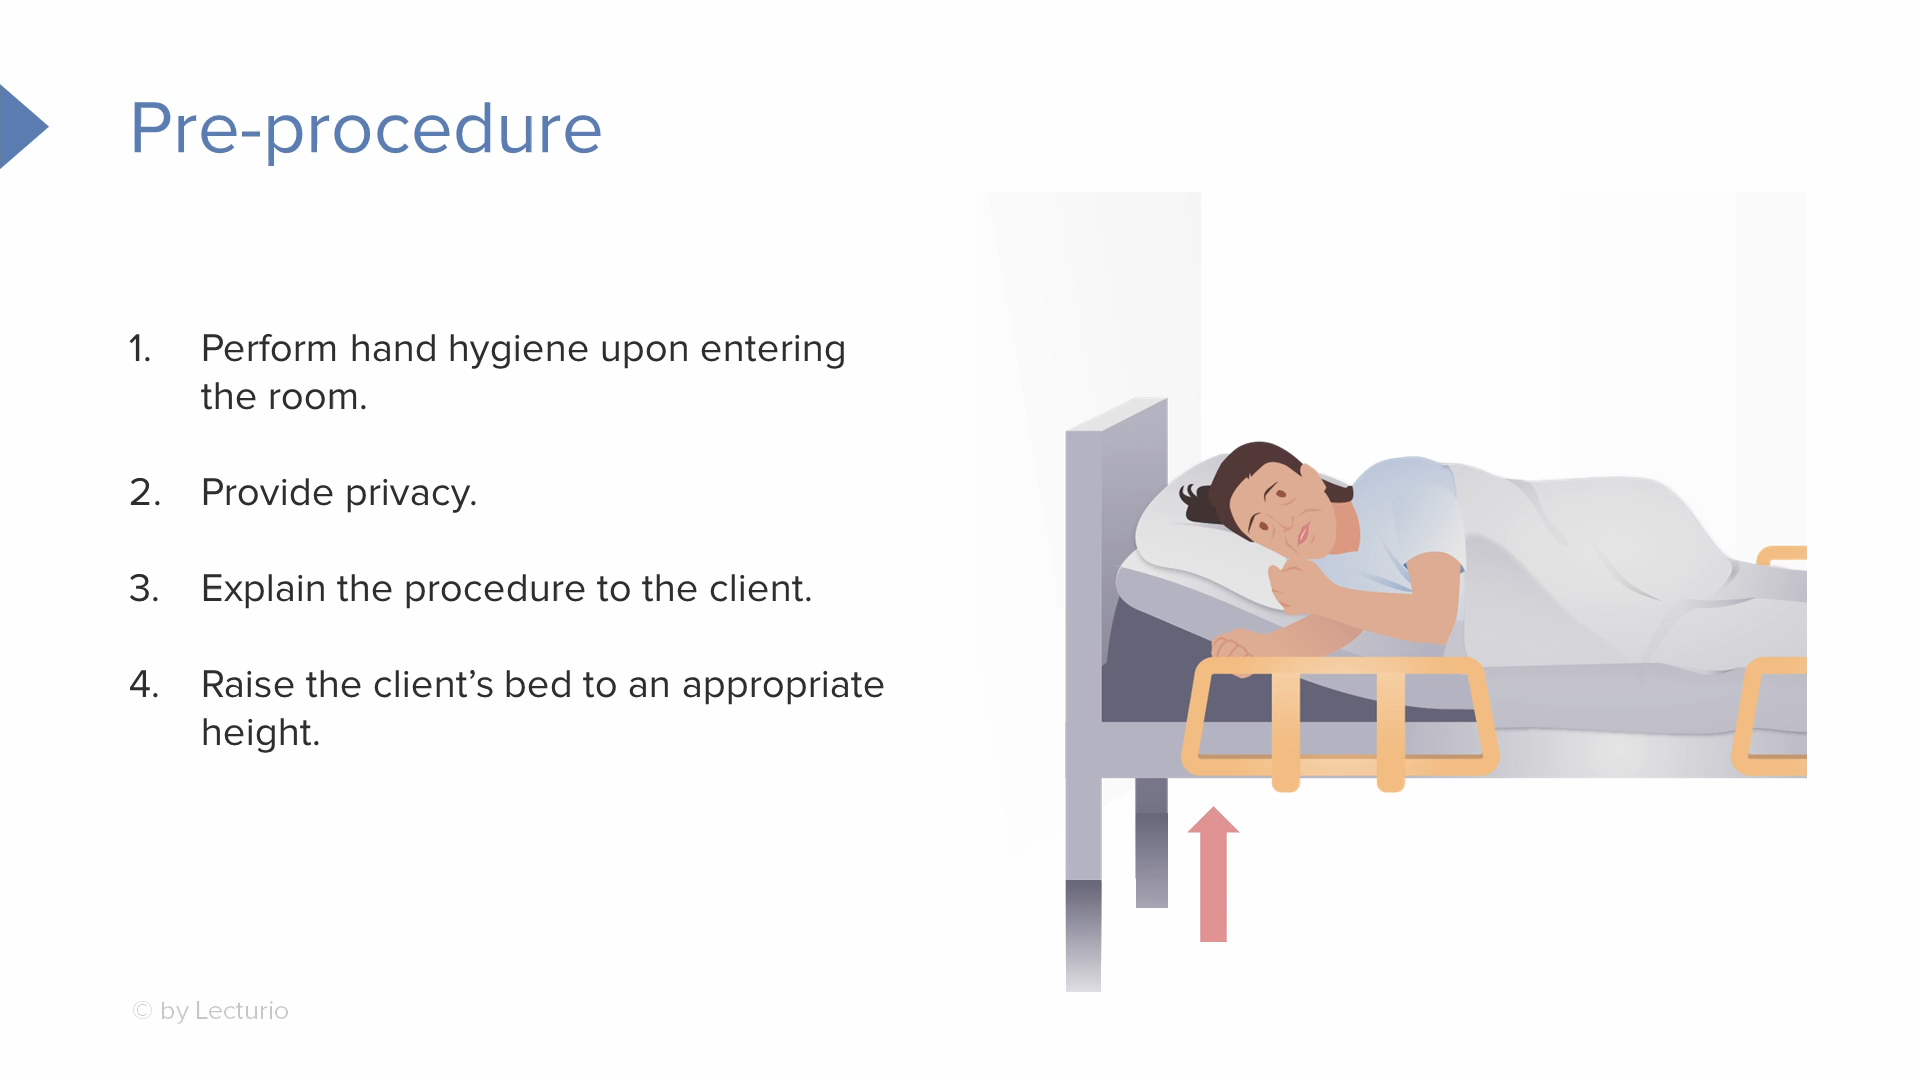 Pre-procedure
1. Perform hand hygiene upon entering
the room.
2. Provide privacy.
3. Explain the procedure to the client.
4. Raise the client’s bed to an appropriate
height.
© by Lecturio